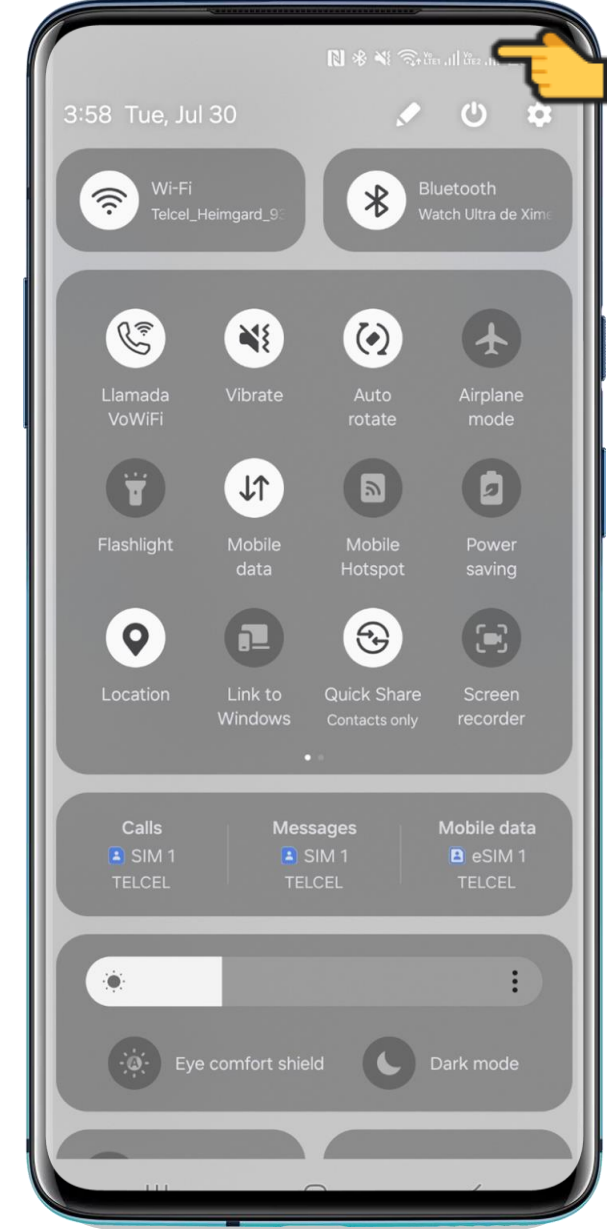 3:58 Tue, Jul 30
Wi-Fi
Telcel_Heimgard_9
Bluetooth
Watch Ultra de Xime
Llamada
VoWiFi
Vibrate
Auto
rotate
Airplane
mode
Flashlight
Mobile
data
Mobile
Hotspot
Power
saving
Location
Link to
Windows
Quick Share
Contacts only
Screen
recorder
Calls
SIM 1
TELCEL
Messages
SIM 1
TELCEL
Mobile data
eSIM 1
TELCEL
Eye comfort shield
Dark mode